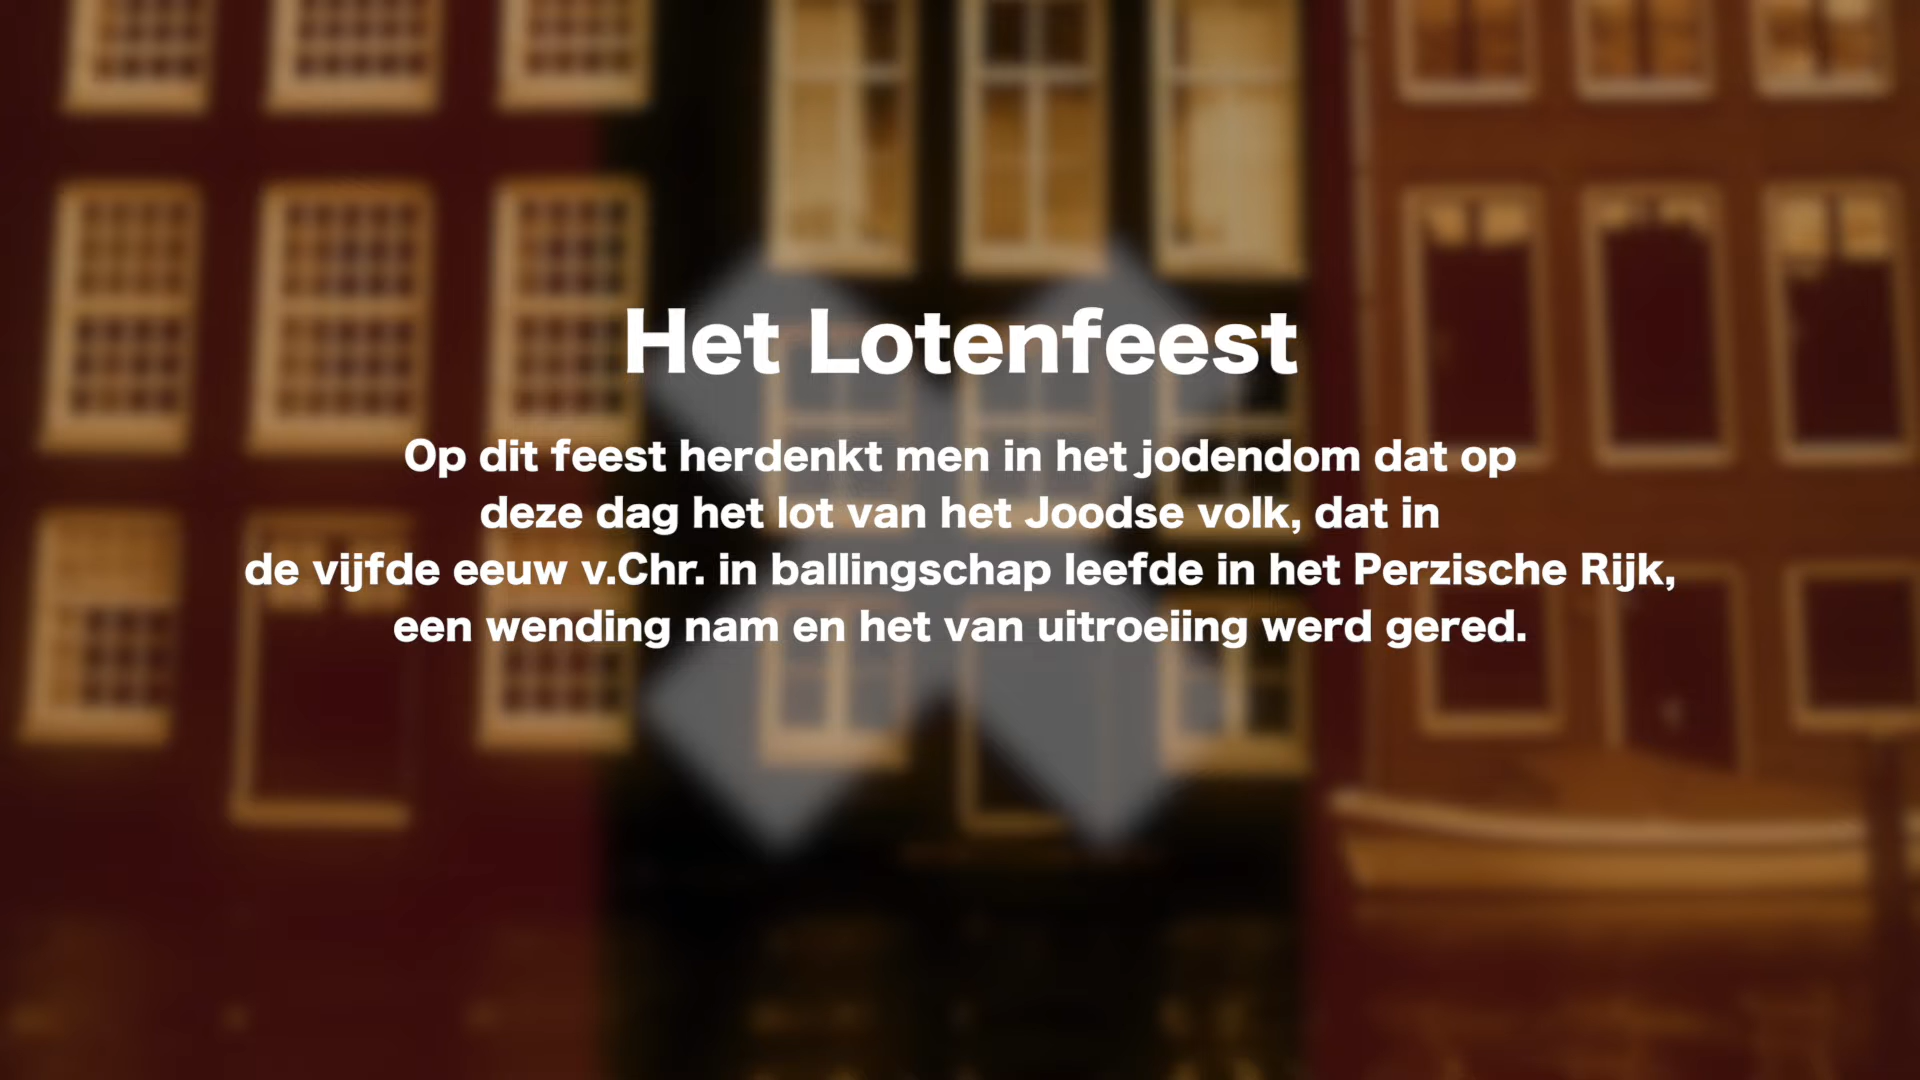 Het Lotenfeest
Op dit feest herdenkt men in het jodendom dat op
deze dag het lot van het Joodse volk, dat in
de vijfde eeuw v.Chr. in ballingschap leefde in het Perzische Rijk,
een wending nam en het van uitroeiing werd gered.